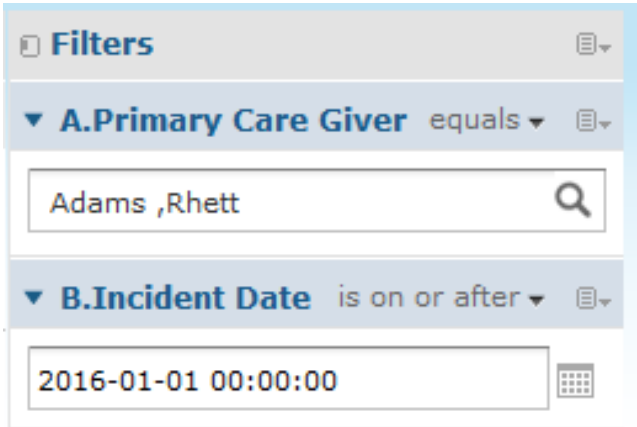 Filters
A.Primary Care Giver equals
Adams ,Rhett
B.Incident Date is on or after
2016-01-01 00:00:00